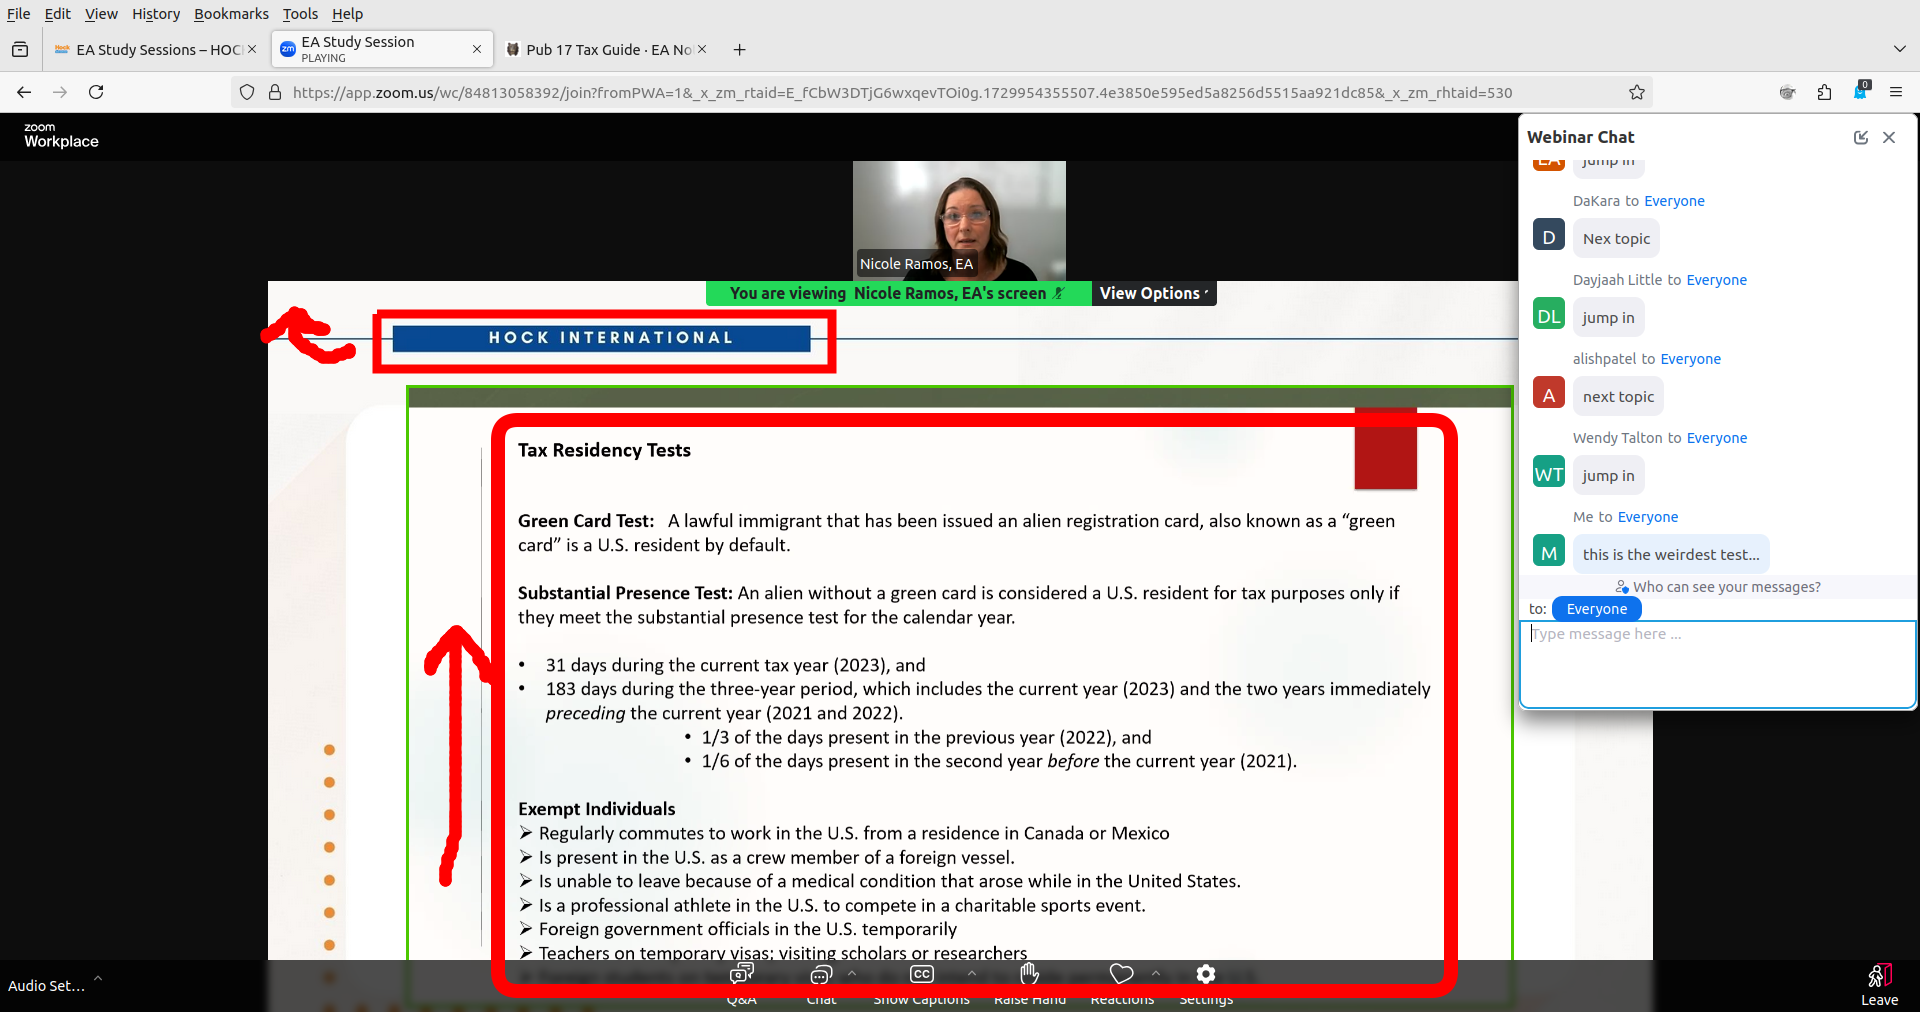 File Edit View History Bookmarks Tools Help
EA Study Sessions – HOC
EA Study Session
PLAYING
Pub 17 Tax Guide · EA No
https://app.zoom.us/wc/84813058392/join?fromPWA=1&_x_zm_rtaid=E_fCbW3DTjG6wxqevTOi0g.1729954355507.4e3850e595ed5a8256d5515aa921dc85&_x_zm_rhtaid=530
0
zoom
Workplace
Nicole Ramos, EA
You are viewing Nicole Ramos, EA's screen
View Options
HOCK INTERNATIONAL
Tax Residency Tests
Green Card Test: A lawful immigrant that has been issued an alien registration card, also known as a “green
card” is a U.S. resident by default.
Substantial Presence Test: An alien without a green card is considered a U.S. resident for tax purposes only if
they meet the substantial presence test for the calendar year.
• 31 days during the current tax year (2023), and
• 183 days during the three-year period, which includes the current year (2023) and the two years immediately
preceding the current year (2021 and 2022).
• 1/3 of the days present in the previous year (2022), and
• 1/6 of the days present in the second year before the current year (2021).
Exempt Individuals
➢ Regularly commutes to work in the U.S. from a residence in Canada or Mexico
➢ Is present in the U.S. as a crew member of a foreign vessel.
➢ Is unable to leave because of a medical condition that arose while in the United States.
➢ Is a professional athlete in the U.S. to compete in a charitable sports event.
➢ Foreign government officials in the U.S. temporarily
➢ Teachers on temporary visas; visiting scholars or researchers
Audio Set...
Q&A
Chat
CC
Show Captions
Raise Hand
Reactions
Settings
Leave
Webinar Chat
EA
jump in
DaKara to Everyone
D
Nex topic
Dayjaah Little to Everyone
DL
jump in
alishpatel to Everyone
A
next topic
Wendy Talton to Everyone
WT
jump in
Me to Everyone
M
this is the weirdest test...
Who can see your messages?
to: Everyone
Type message here ...